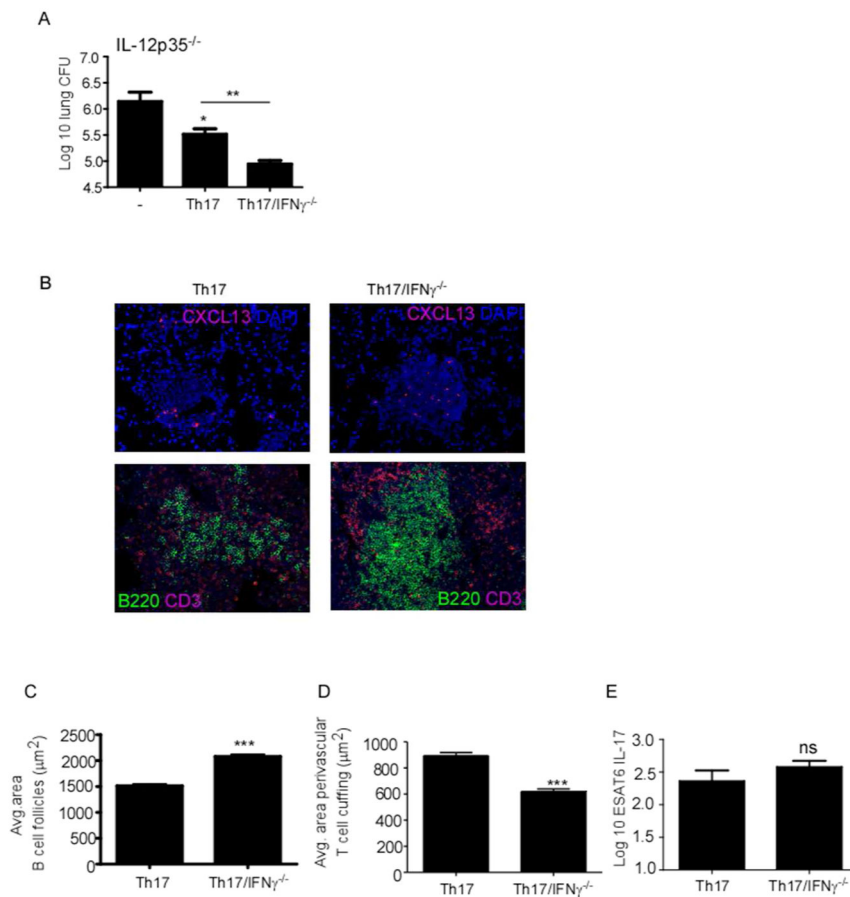 A
IL-12p35-/-
Log 10 lung CFU
7.0
6.5
6.0
5.5
5.0
4.5
*
**
-
Th17
Th17/IFNγ-/-
B
Th17
Th17/IFNγ-/-
CXCL13 DAPI
CXCL13 DAPI
B220 CD3
B220 CD3
C
Avg.area
B cell follicles (μm²)
2500
2000
1500
1000
500
0
***
Th17
Th17/IFNγ-/-
D
Avg. area perivascular
T cell cuffing (μm²)
1000
800
600
400
200
0
***
Th17
Th17/IFNγ-/-
E
Log 10 ESAT6 IL-17
3.0
2.5
2.0
1.5
1.0
ns
Th17
Th17/IFNγ-/-